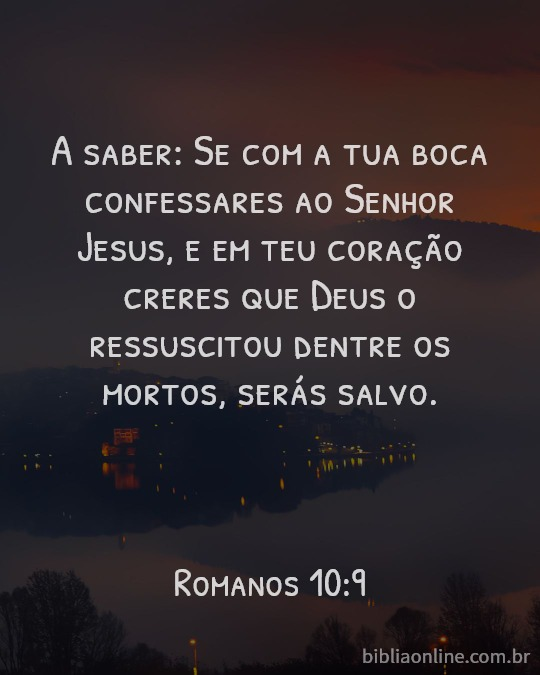 A saber: Se com a tua boca
confessares ao Senhor
Jesus, e em teu coração
creres que Deus o
ressuscitou dentre os
mortos, serás salvo.
Romanos 10:9
bibliaonline.com.br